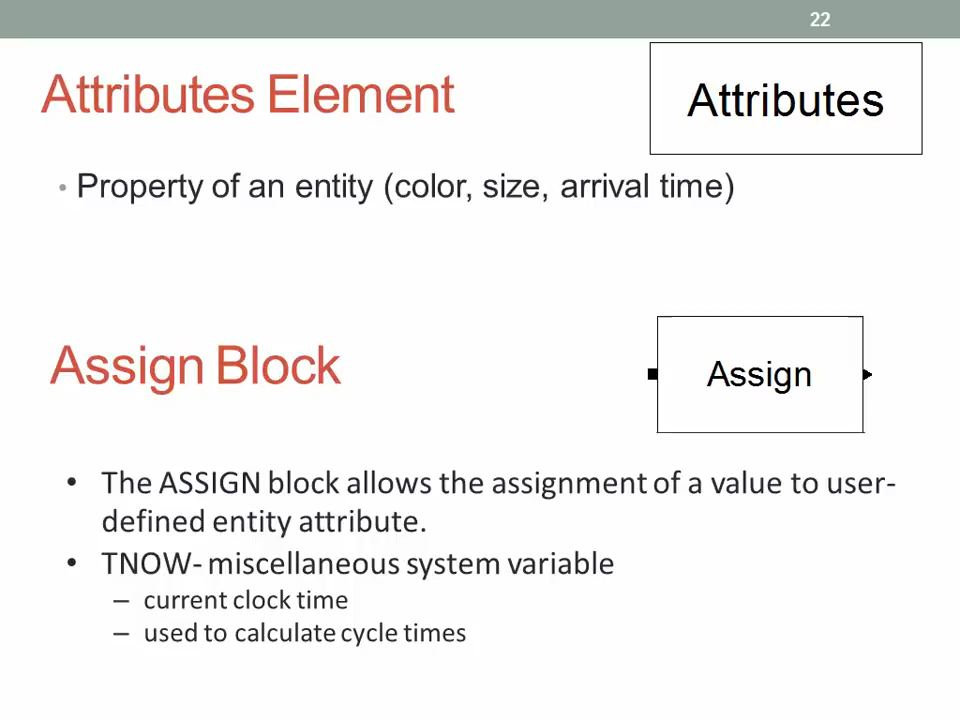 22
Attributes Element
Attributes
• Property of an entity (color, size, arrival time)
Assign Block
Assign
• The ASSIGN block allows the assignment of a value to user-
defined entity attribute.
• TNOW- miscellaneous system variable
– current clock time
– used to calculate cycle times